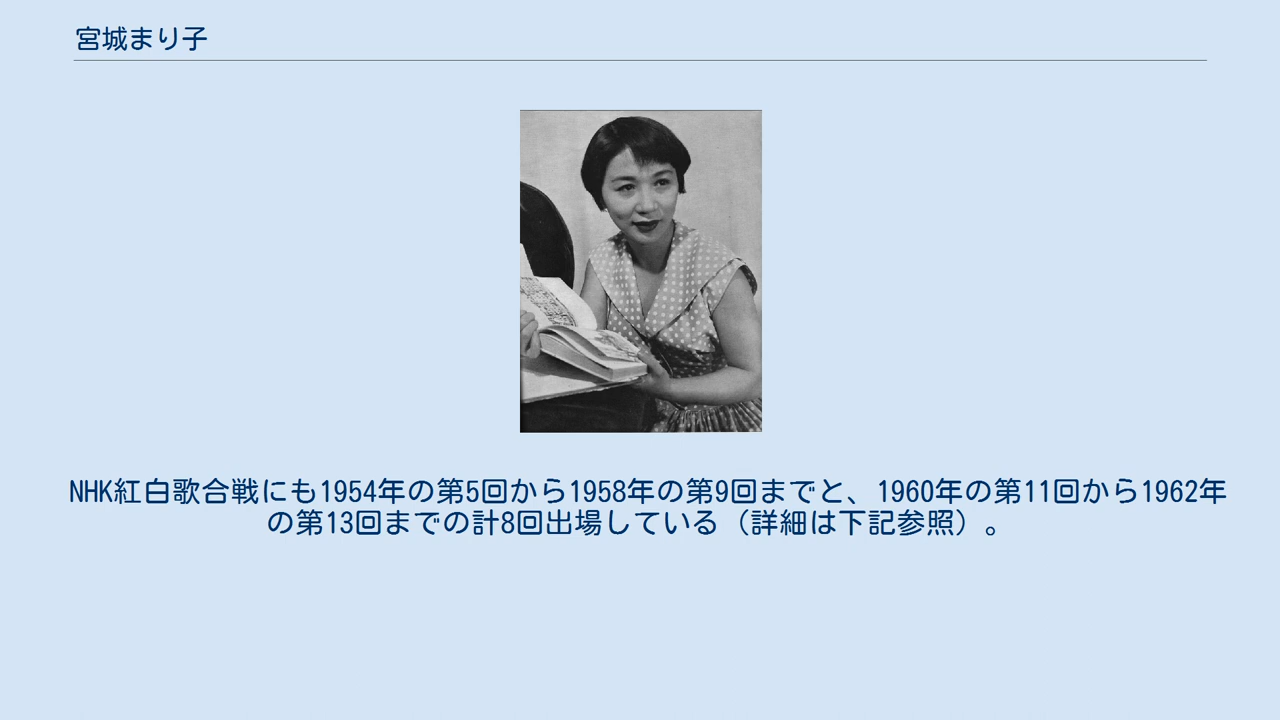 宮城まり子
NHK紅白歌合戦にも1954年の第5回から1958年の第9回までと、1960年の第11回から1962年
の第13回までの計8回出場している（詳細は下記参照）。